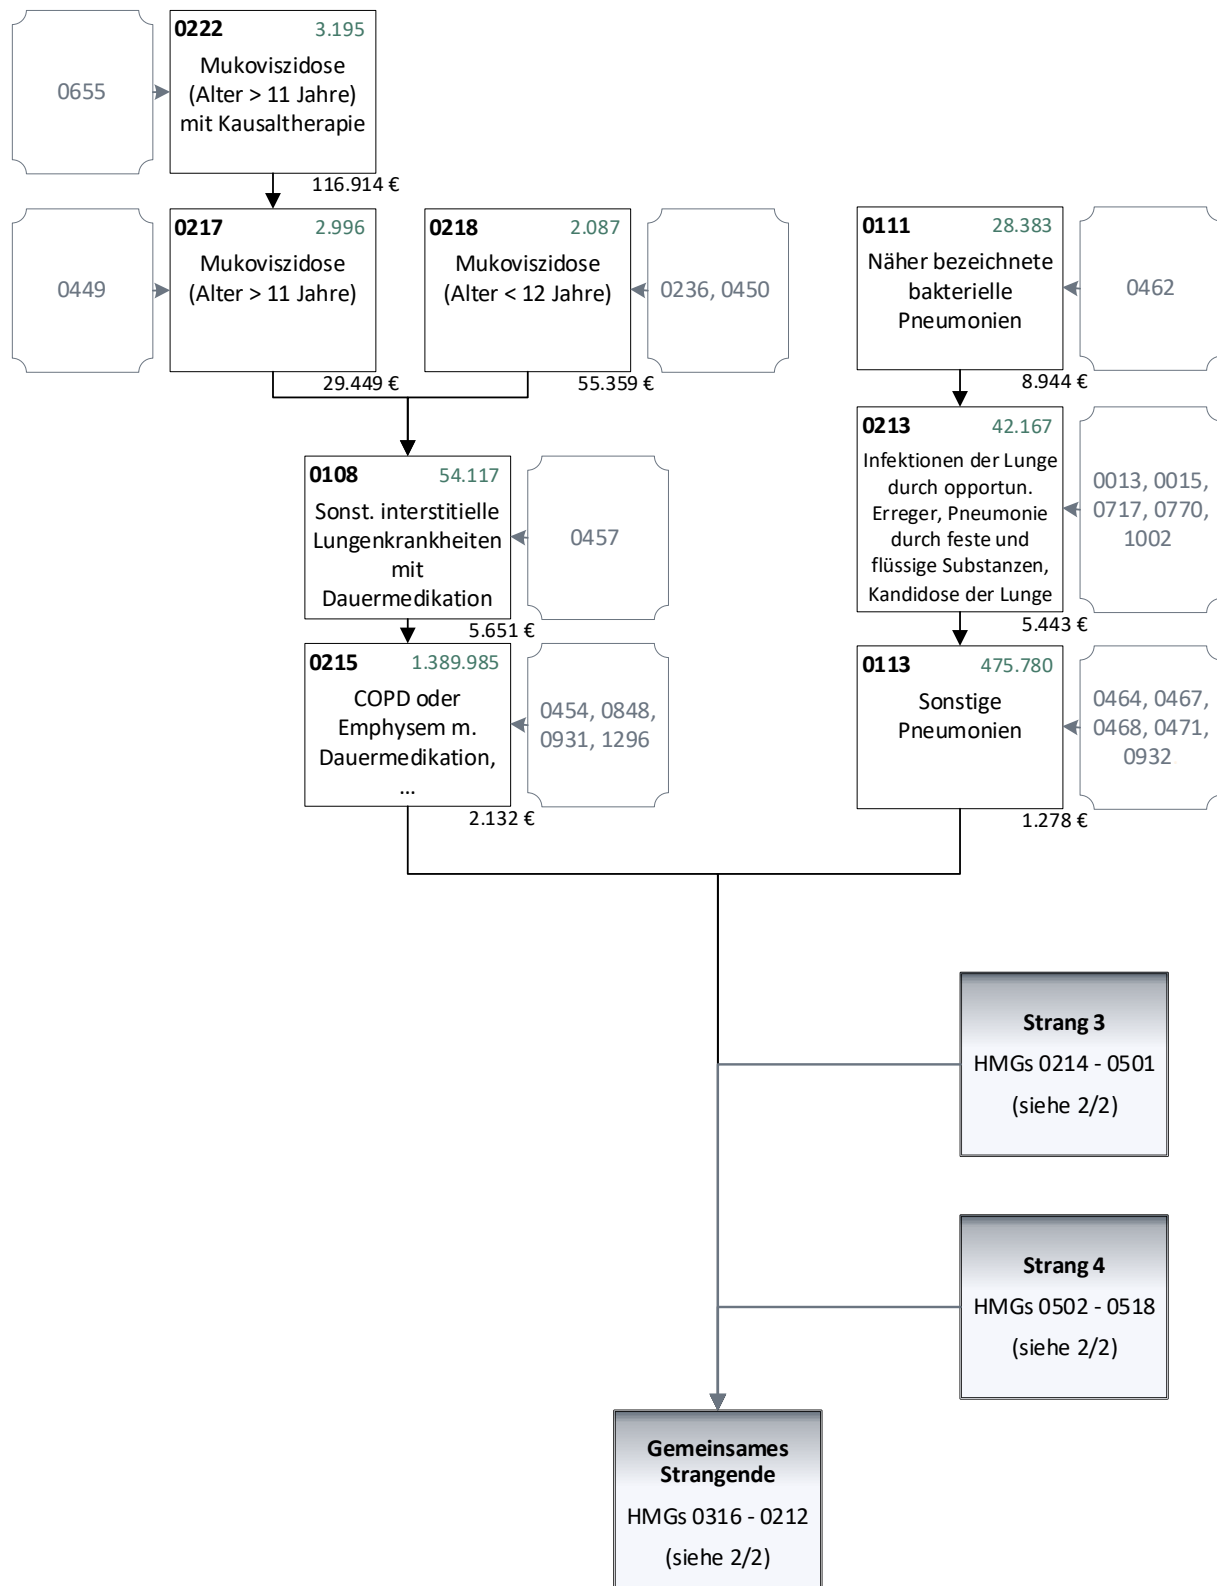 0655
0222 3.195
Mukoviszidose
(Alter > 11 Jahre)
mit Kausaltherapie
116.914 €
0449
0217 2.996
Mukoviszidose
(Alter > 11 Jahre)
29.449 €
0218 2.087
Mukoviszidose
(Alter < 12 Jahre)
55.359 €
0236, 0450
0111 28.383
Näher bezeichnete
bakterielle
Pneumonien
8.944 €
0462
0108 54.117
Sonst. interstitielle
Lungenkrankheiten
mit
Dauermedikation
5.651 €
0457
0213 42.167
Infektionen der Lunge
durch opportun.
Erreger, Pneumonie
durch feste und
flüssige Substanzen,
Kandidose der Lunge
5.443 €
0013, 0015,
0717, 0770,
1002
0215 1.389.985
COPD oder
Emphysem m.
Dauermedikation,
...
2.132 €
0454, 0848,
0931, 1296
0113 475.780
Sonstige
Pneumonien
1.278 €
0464, 0467,
0468, 0471,
0932
Strang 3
HMGs 0214 - 0501
(siehe 2/2)
Strang 4
HMGs 0502 - 0518
(siehe 2/2)
Gemeinsames
Strangende
HMGs 0316 - 0212
(siehe 2/2)